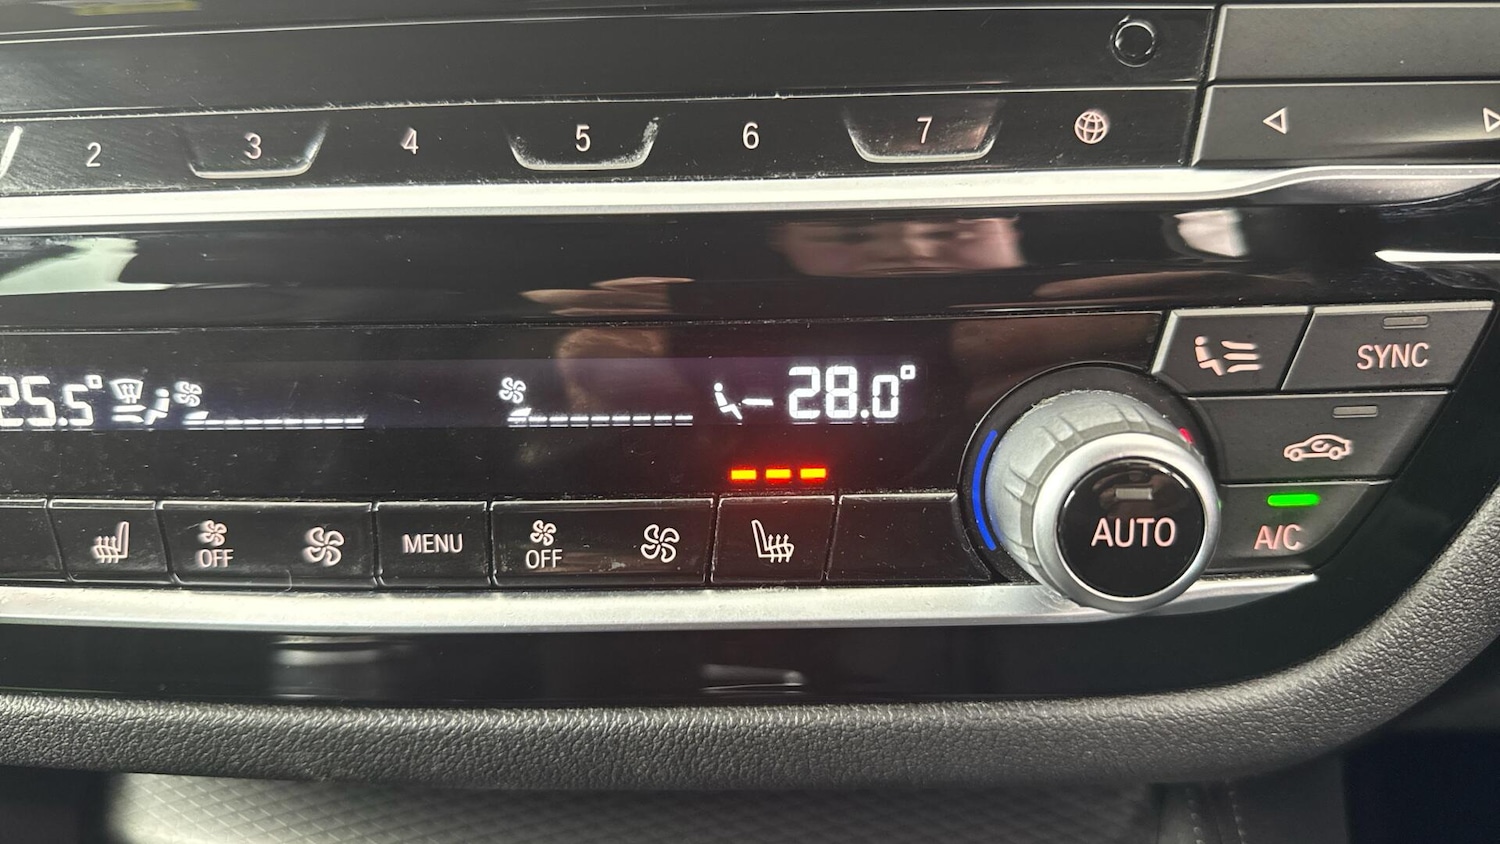 2 3 4 5 6 7
25.5° 28.0°
SYNC
OFF MENU OFF
AUTO
A/C